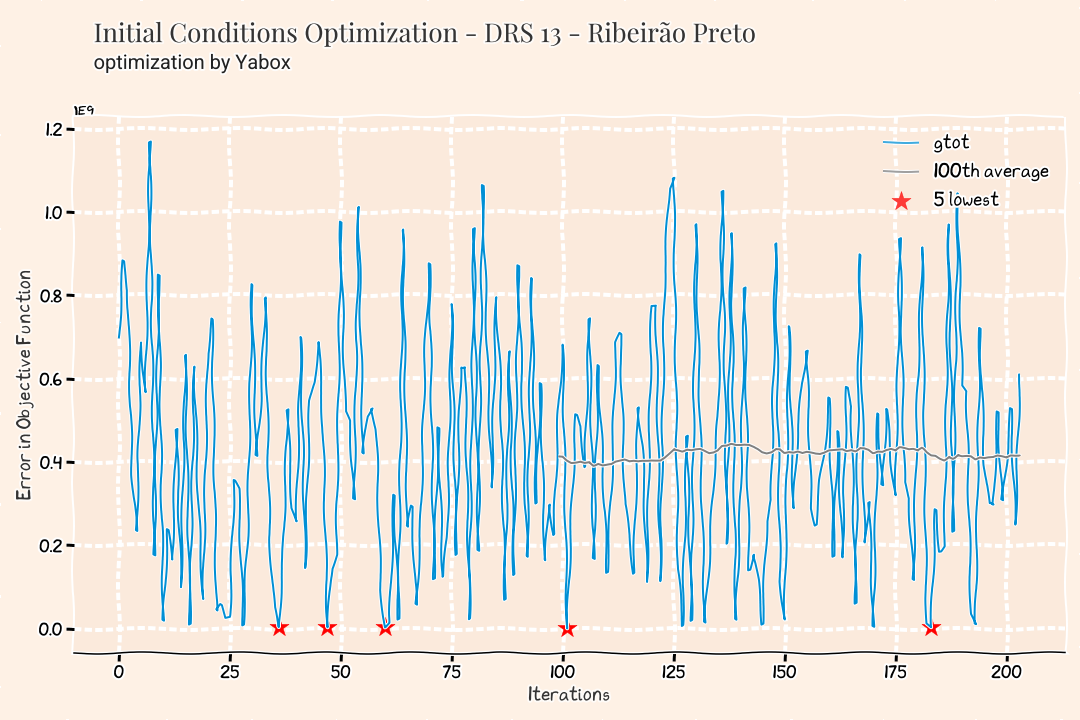 Initial Conditions Optimization - DRS 13 - Ribeirão Preto
optimization by Yabox
1E9
1.2
1.0
0.8
0.6
0.4
0.2
0.0
Error in Objective Function
gtot
100th average
5 lowest
0 25 50 75 100 125 150 175 200
Iterations